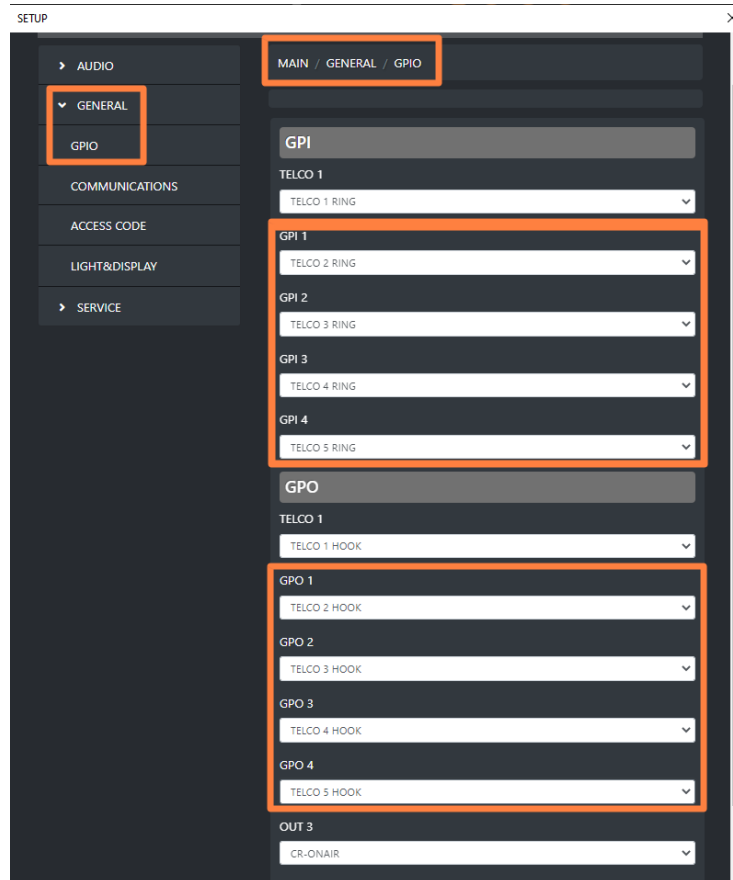 SETUP
AUDIO
GENERAL
GPIO
COMMUNICATIONS
ACCESS CODE
LIGHT&DISPLAY
SERVICE
MAIN / GENERAL / GPIO
GPI
TELCO 1
TELCO 1 RING
GPI 1
TELCO 2 RING
GPI 2
TELCO 3 RING
GPI 3
TELCO 4 RING
GPI 4
TELCO 5 RING
GPO
TELCO 1
TELCO 1 HOOK
GPO 1
TELCO 2 HOOK
GPO 2
TELCO 3 HOOK
GPO 3
TELCO 4 HOOK
GPO 4
TELCO 5 HOOK
OUT 3
CR-ONAIR